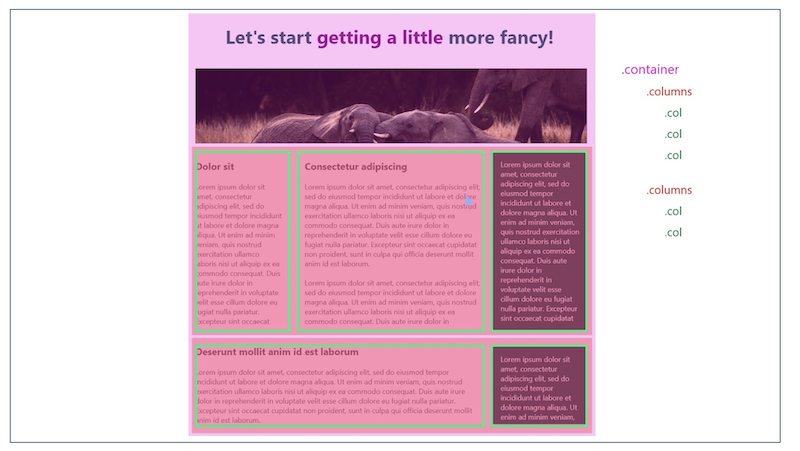 Let's start getting a little more fancy!
.container
.columns
.col
.col
.col
.columns
.col
.col
Dolor sit
Lorem ipsum dolor sit
amet, consectetur
adipiscing elit, sed do
eiusmod tempor incididunt
ut labore et dolore magna
aliqua. Ut enim ad minim
veniam, quis nostrud
exercitation ullamco
laboris nisi ut aliquip ex ea
commodo consequat. Duis
aute irure dolor in
reprehenderit in voluptate
velit esse cillum dolore eu
fugiat nulla pariatur.
Excepteur sint occaecat
Consectetur adipiscing
Lorem ipsum dolor sit amet, consectetur adipiscing elit,
sed do eiusmod tempor incididunt ut labore et dolore
magna aliqua. Ut enim ad minim veniam, quis nostrud
exercitation ullamco laboris nisi ut aliquip ex ea
commodo consequat. Duis aute irure dolor in
reprehenderit in voluptate velit esse cillum dolore eu
fugiat nulla pariatur. Excepteur sint occaecat cupidatat
non proident, sunt in culpa qui officia deserunt mollit
anim id est laborum.
Lorem ipsum dolor sit amet, consectetur adipiscing elit,
sed do eiusmod tempor incididunt ut labore et dolore
magna aliqua. Ut enim ad minim veniam, quis nostrud
exercitation ullamco laboris nisi ut aliquip ex ea
commodo consequat. Duis aute irure dolor in
Lorem ipsum dolor sit
amet, consectetur
adipiscing elit, sed do
eiusmod tempor
incididunt ut labore et
dolore magna aliqua. Ut
enim ad minim veniam,
quis nostrud
exercitation ullamco
laboris nisi ut aliquip ex
ea commodo
consequat. Duis aute
irure dolor in
reprehenderit in
voluptate velit esse
cillum dolore eu fugiat
nulla pariatur. Excepteur
sint occaecat cupidatat
Deserunt mollit anim id est laborum
Lorem ipsum dolor sit amet, consectetur adipiscing elit, sed do eiusmod tempor
incididunt ut labore et dolore magna aliqua. Ut enim ad minim veniam, quis nostrud
exercitation ullamco laboris nisi ut aliquip ex ea commodo consequat. Duis aute irure
dolor in reprehenderit in voluptate velit esse cillum dolore eu fugiat nulla pariatur.
Excepteur sint occaecat cupidatat non proident, sunt in culpa qui officia deserunt mollit
anim id est laborum.
Lorem ipsum dolor sit
amet, consectetur
adipiscing elit, sed do
eiusmod tempor
incididunt ut labore et
dolore magna aliqua. Ut
enim ad minim veniam,